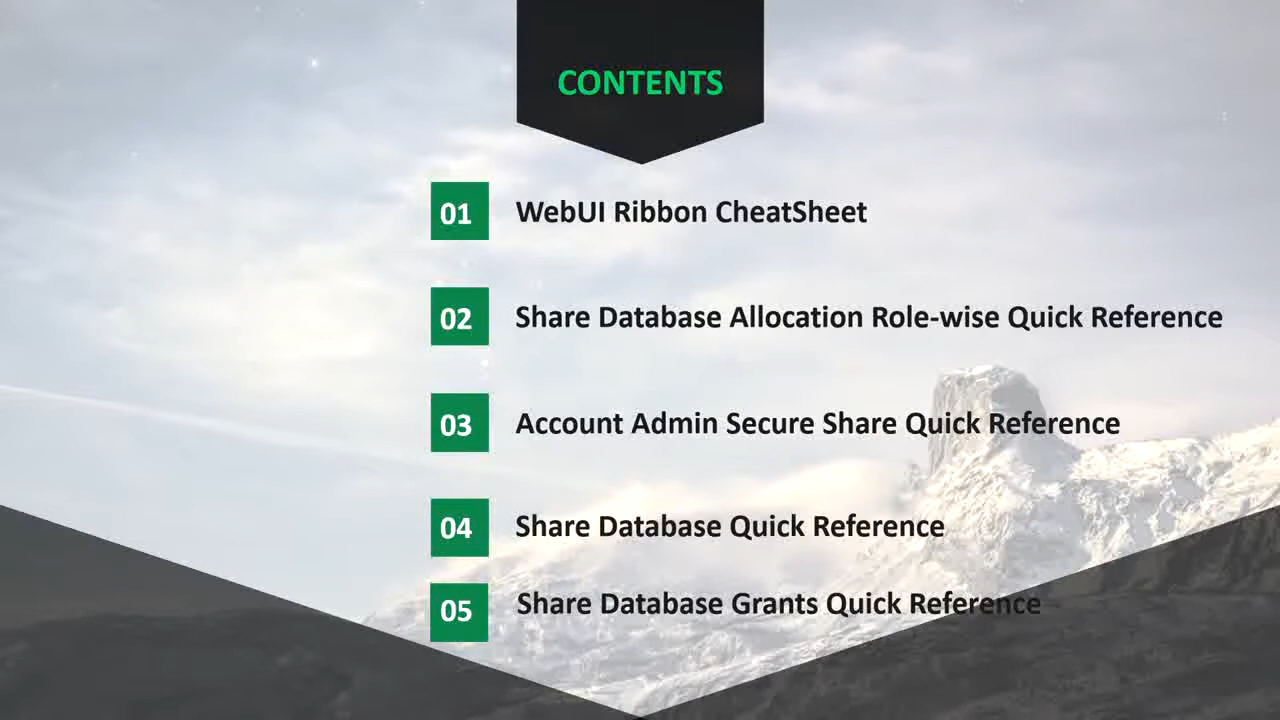 CONTENTS
01 WebUI Ribbon CheatSheet
02 Share Database Allocation Role-wise Quick Reference
03 Account Admin Secure Share Quick Reference
04 Share Database Quick Reference
05 Share Database Grants Quick Reference